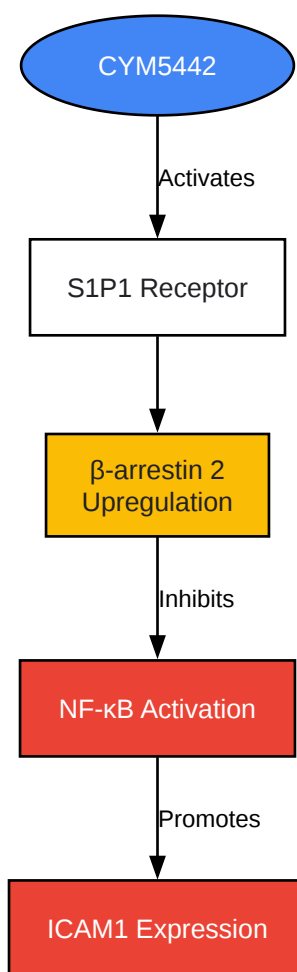 CYM5442
Activates
S1P1 Receptor
β-arrestin 2
Upregulation
Inhibits
NF-κB Activation
Promotes
ICAM1 Expression